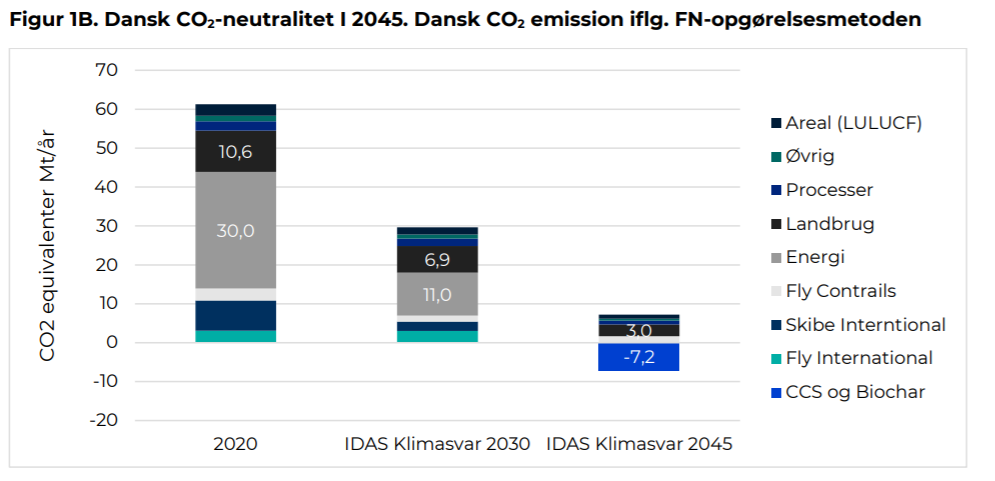 Figur 1B. Dansk CO₂-neutralitet I 2045. Dansk CO₂ emission iflg. FN-opgørelsesmetoden
CO2 equivalenter Mt/år
70
60
50
40
30
20
10
0
-10
-20
10,6
30,0
6,9
11,0
3,0
-7,2
2020
IDAS Klimasvar 2030
IDAS Klimasvar 2045
Areal (LULUCF)
Øvrig
Processer
Landbrug
Energi
Fly Contrails
Skibe Interntional
Fly International
CCS og Biochar